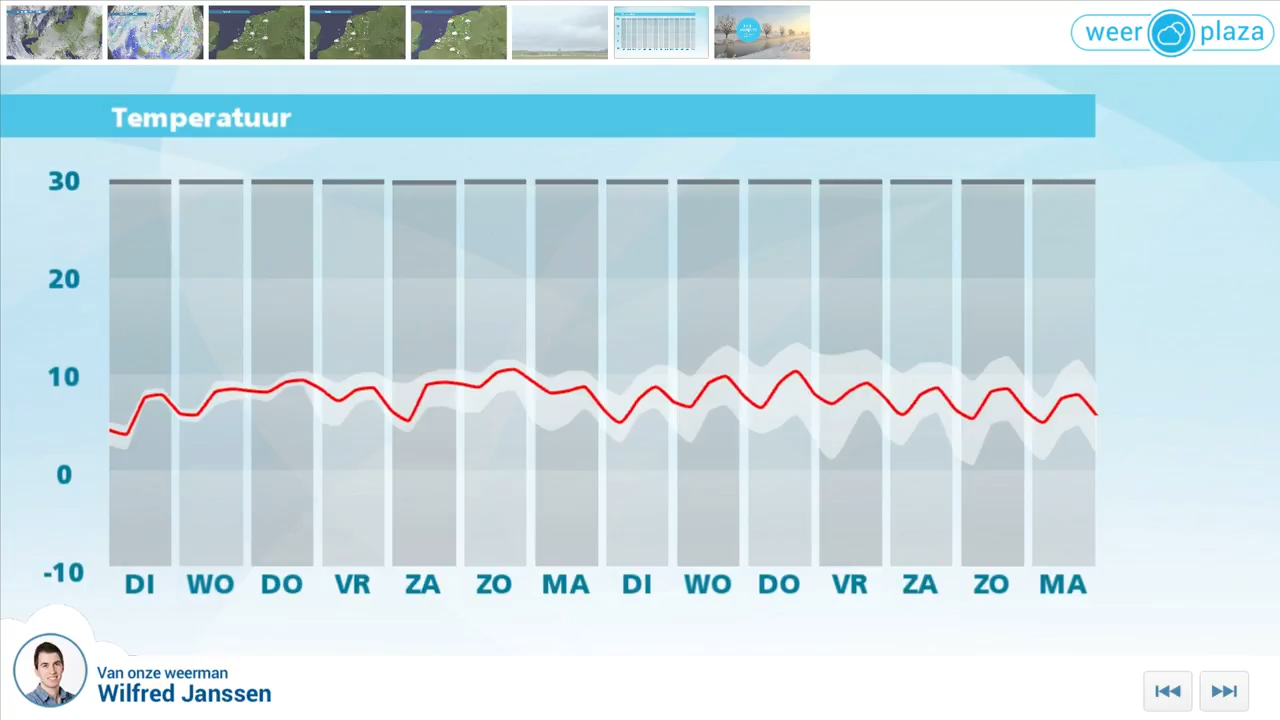 weer plaza
Temperatuur
30
20
10
0
-10
DI WO DO VR ZA ZO MA DI WO DO VR ZA ZO MA
Van onze weerman
Wilfred Janssen